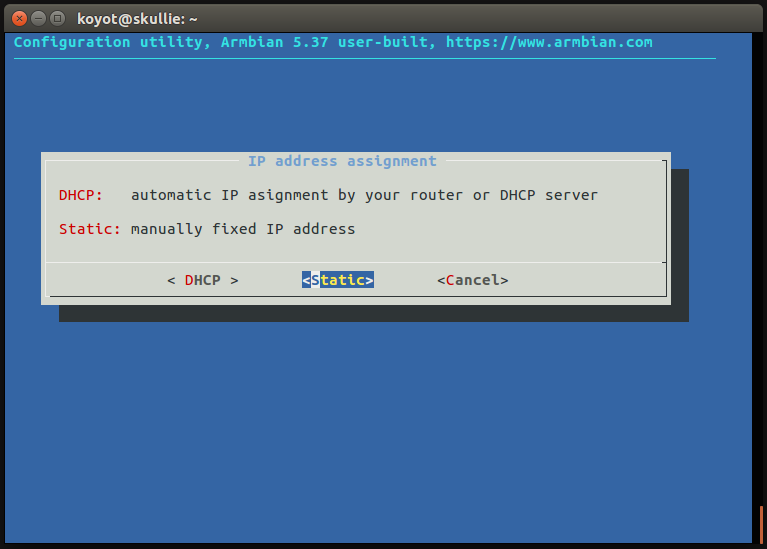 koyot@skullie: ~
Configuration utility, Armbian 5.37 user-built, https://www.armbian.com
IP address assignment
DHCP: automatic IP asignment by your router or DHCP server
Static: manually fixed IP address
< DHCP > <Static> <Cancel>